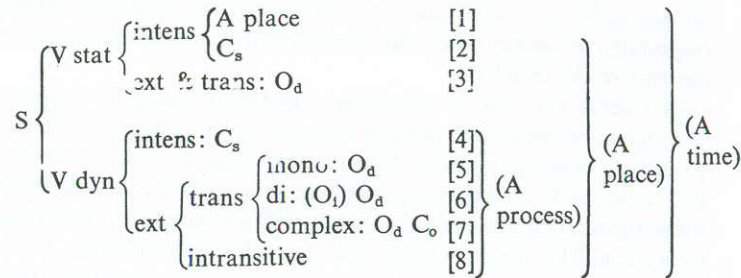 intens A place [1]
V stat C_s [2]
ext & trans: O_d [3]
S
intens: C_s [4] (A (A
V dyn mono: O_d [5] place) time)
trans di: (O_i) O_d [6] (A
ext complex: O_d C_o [7] process)
intransitive [8]